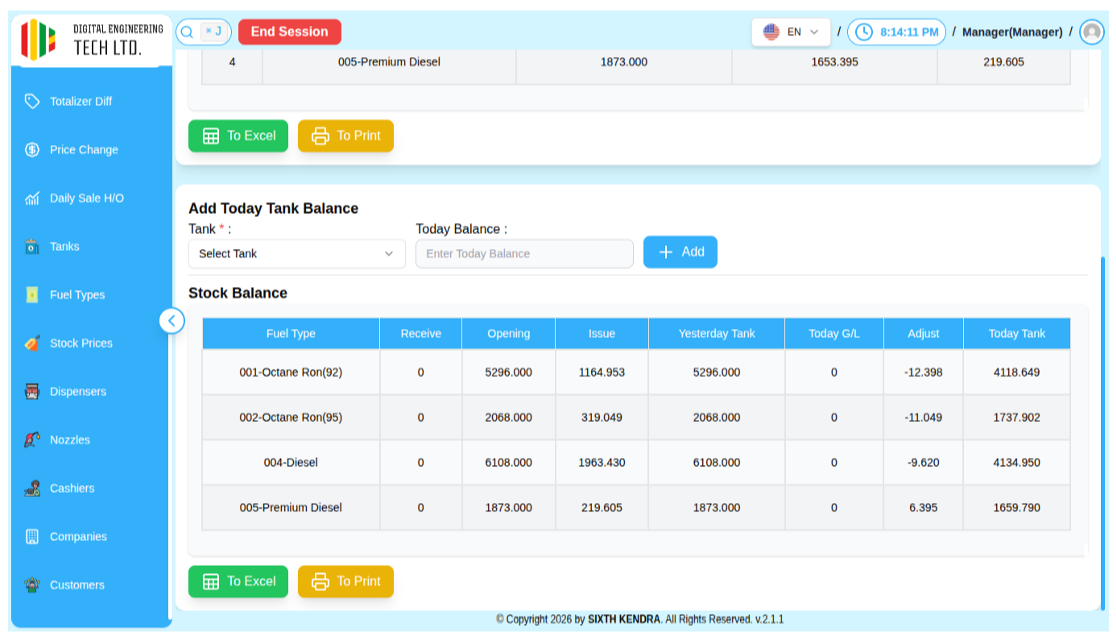 DIGITAL ENGINEERING
TECH LTD.
× J
End Session
EN
/
8:14:11 PM
/ Manager(Manager) /
4 005-Premium Diesel 1873.000 1653.395 219.605
To Excel
To Print
Totalizer Diff
Price Change
Daily Sale H/O
Tanks
Fuel Types
Stock Prices
Dispensers
Nozzles
Cashiers
Companies
Customers
Add Today Tank Balance
Tank * : Today Balance :
Select Tank Enter Today Balance + Add
Stock Balance
Fuel Type Receive Opening Issue Yesterday Tank Today G/L Adjust Today Tank
001-Octane Ron(92) 0 5296.000 1164.953 5296.000 0 -12.398 4118.649
002-Octane Ron(95) 0 2068.000 319.049 2068.000 0 -11.049 1737.902
004-Diesel 0 6108.000 1963.430 6108.000 0 -9.620 4134.950
005-Premium Diesel 0 1873.000 219.605 1873.000 0 6.395 1659.790
To Excel
To Print
© Copyright 2026 by SIXTH KENDRA. All Rights Reserved. v.2.1.1